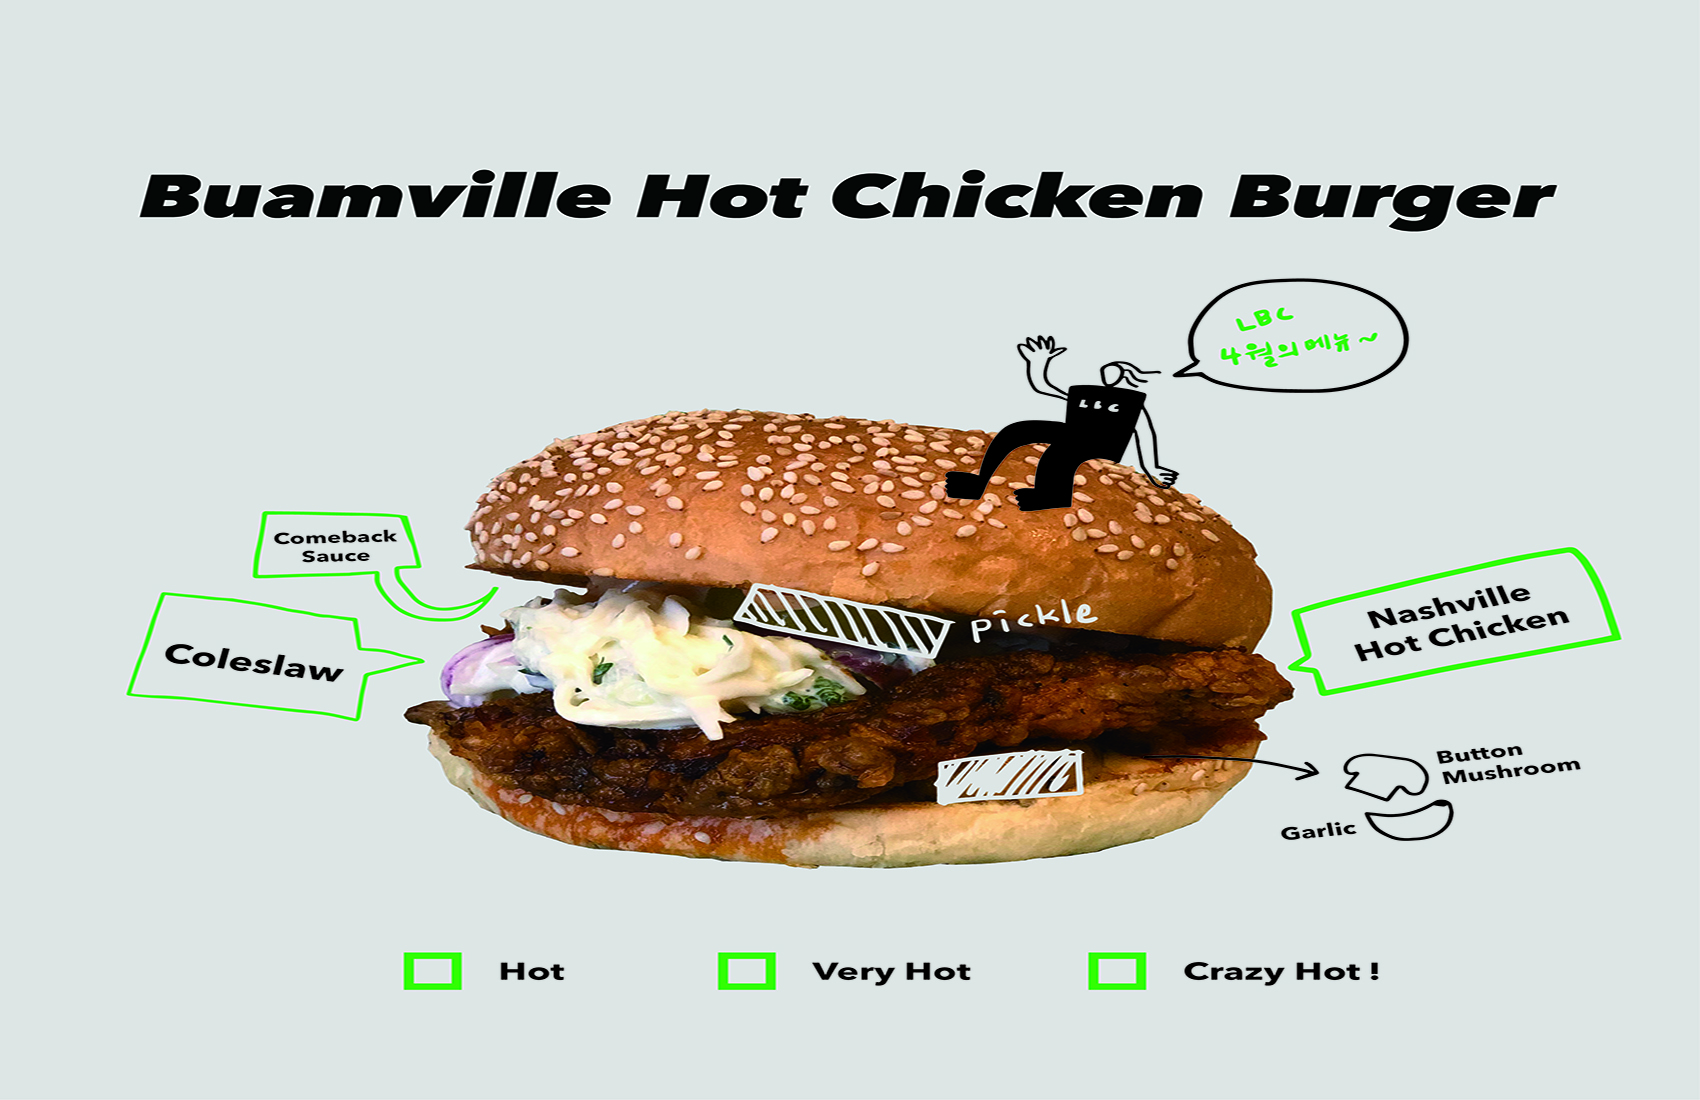 Buamville Hot Chicken Burger
LBC
4월의 메뉴~
LBC
Comeback
Sauce
Coleslaw
pickle
Nashville
Hot Chicken
Button
Mushroom
Garlic
Hot
Very Hot
Crazy Hot !